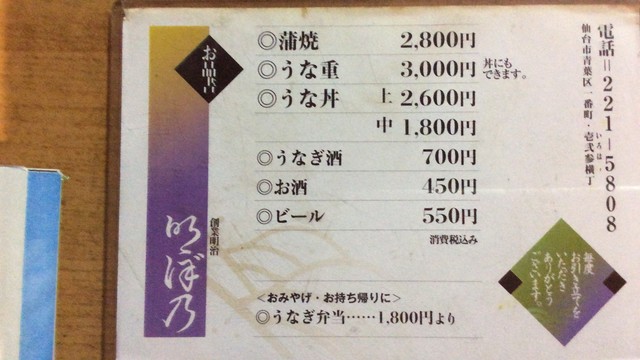 電話＝221－5808
仙台市青葉区一番町・壱弐参横丁
いろは
お品書
◎蒲焼 2,800円
◎うな重 3,000円 丼にもできます。
◎うな丼 上 2,600円
中 1,800円
◎うなぎ酒 700円
◎お酒 450円
◎ビール 550円
消費税込み
創業明治
明ぼ乃
＜おみやげ・お持ち帰りに＞
◎うなぎ弁当……1,800円より
毎度
お引き立てを
いただき
ありがとう
ございます。